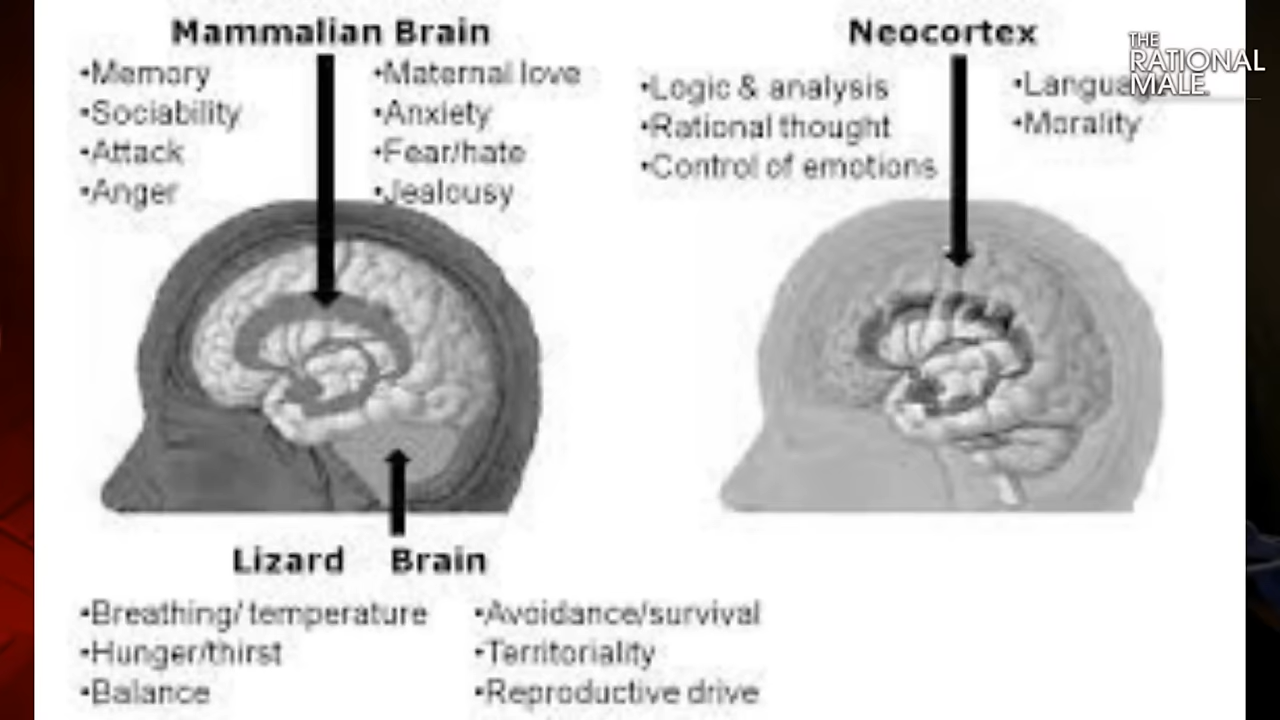 Mammalian Brain
•Memory
•Sociability
•Attack
•Anger
•Maternal love
•Anxiety
•Fear/hate
•Jealousy
Neocortex
•Logic & analysis
•Rational thought
•Control of emotions
•Morality
THE
RATIONAL
MALE
Lizard Brain
•Breathing/ temperature
•Hunger/thirst
•Balance
•Avoidance/survival
•Territoriality
•Reproductive drive